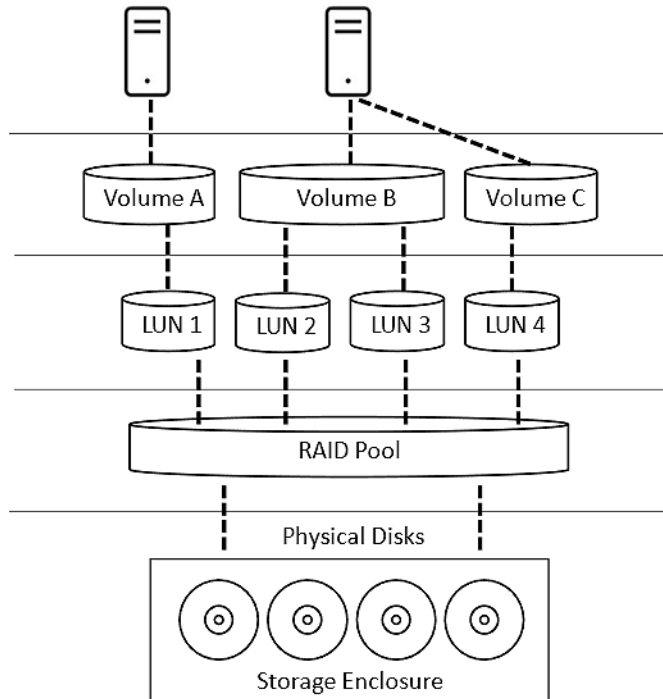 Volume A
Volume B
Volume C
LUN 1
LUN 2
LUN 3
LUN 4
RAID Pool
Physical Disks
Storage Enclosure